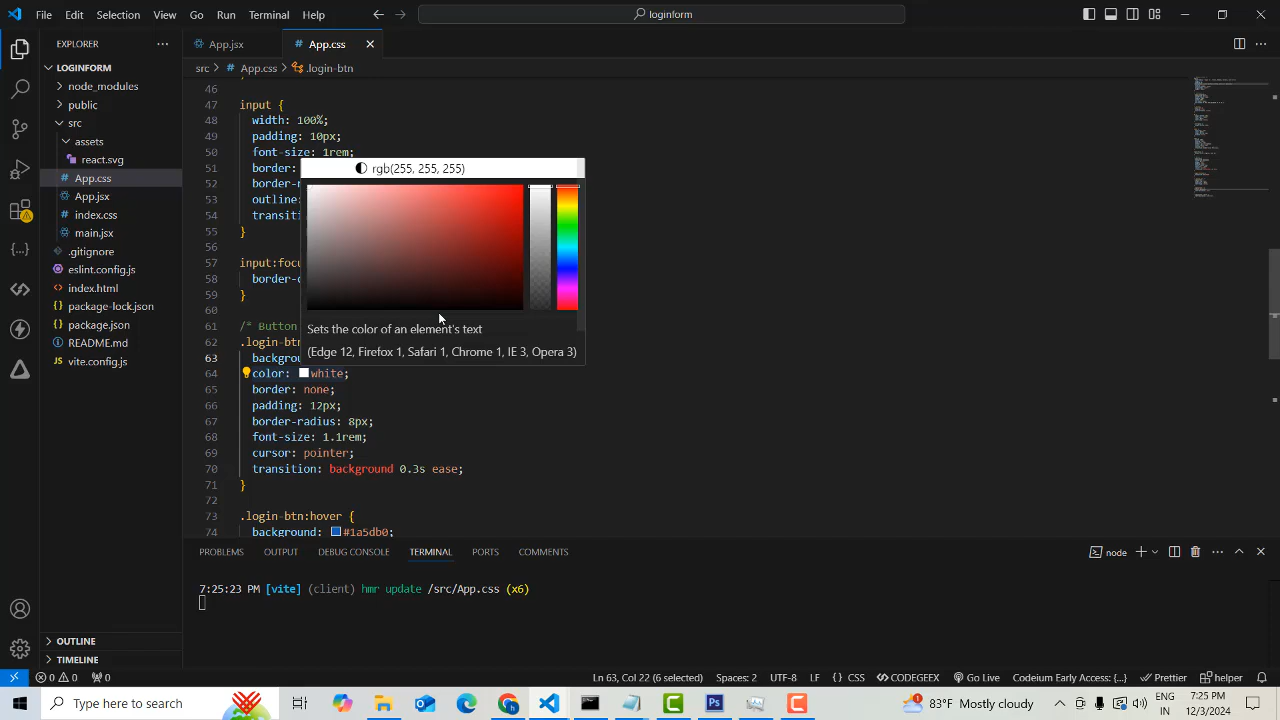 File Edit Selection View Go Run Terminal Help
loginform
EXPLORER
App.jsx
App.css
LOGINFORM
src App.css .login-btn
node_modules
public
src
assets
react.svg
App.css
App.jsx
index.css
main.jsx
.gitignore
eslint.config.js
index.html
package-lock.json
package.json
README.md
vite.config.js
OUTLINE
TIMELINE
46
47 input {
48 width: 100%;
49 padding: 10px;
50 font-size: 1rem;
51 border:
52 border-r
53 outline:
54 transiti
55 }
56
57 input:focu
58 border-c
59 }
60
61 /* Button
62 .login-bt
63 backgrou
64 color: white;
65 border: none;
66 padding: 12px;
67 border-radius: 8px;
68 font-size: 1.1rem;
69 cursor: pointer;
70 transition: background 0.3s ease;
71 }
72
73 .login-btn:hover {
74 background: #1a5db0;
rgb(255, 255, 255)
Sets the color of an element's text
(Edge 12, Firefox 1, Safari 1, Chrome 1, IE 3, Opera 3)
PROBLEMS OUTPUT DEBUG CONSOLE TERMINAL PORTS COMMENTS
node
7:25:23 PM [vite] (client) hmr update /src/App.css (x6)
0 0 0 Ln 63, Col 22 (6 selected) Spaces: 2 UTF-8 LF {} CSS CODEGPT Go Live Codeium Early Access: (...) Prettier helper
Type here to search
Ps
83°F Mostly cloudy
ENG
IN
7:25 PM
12/3/2024